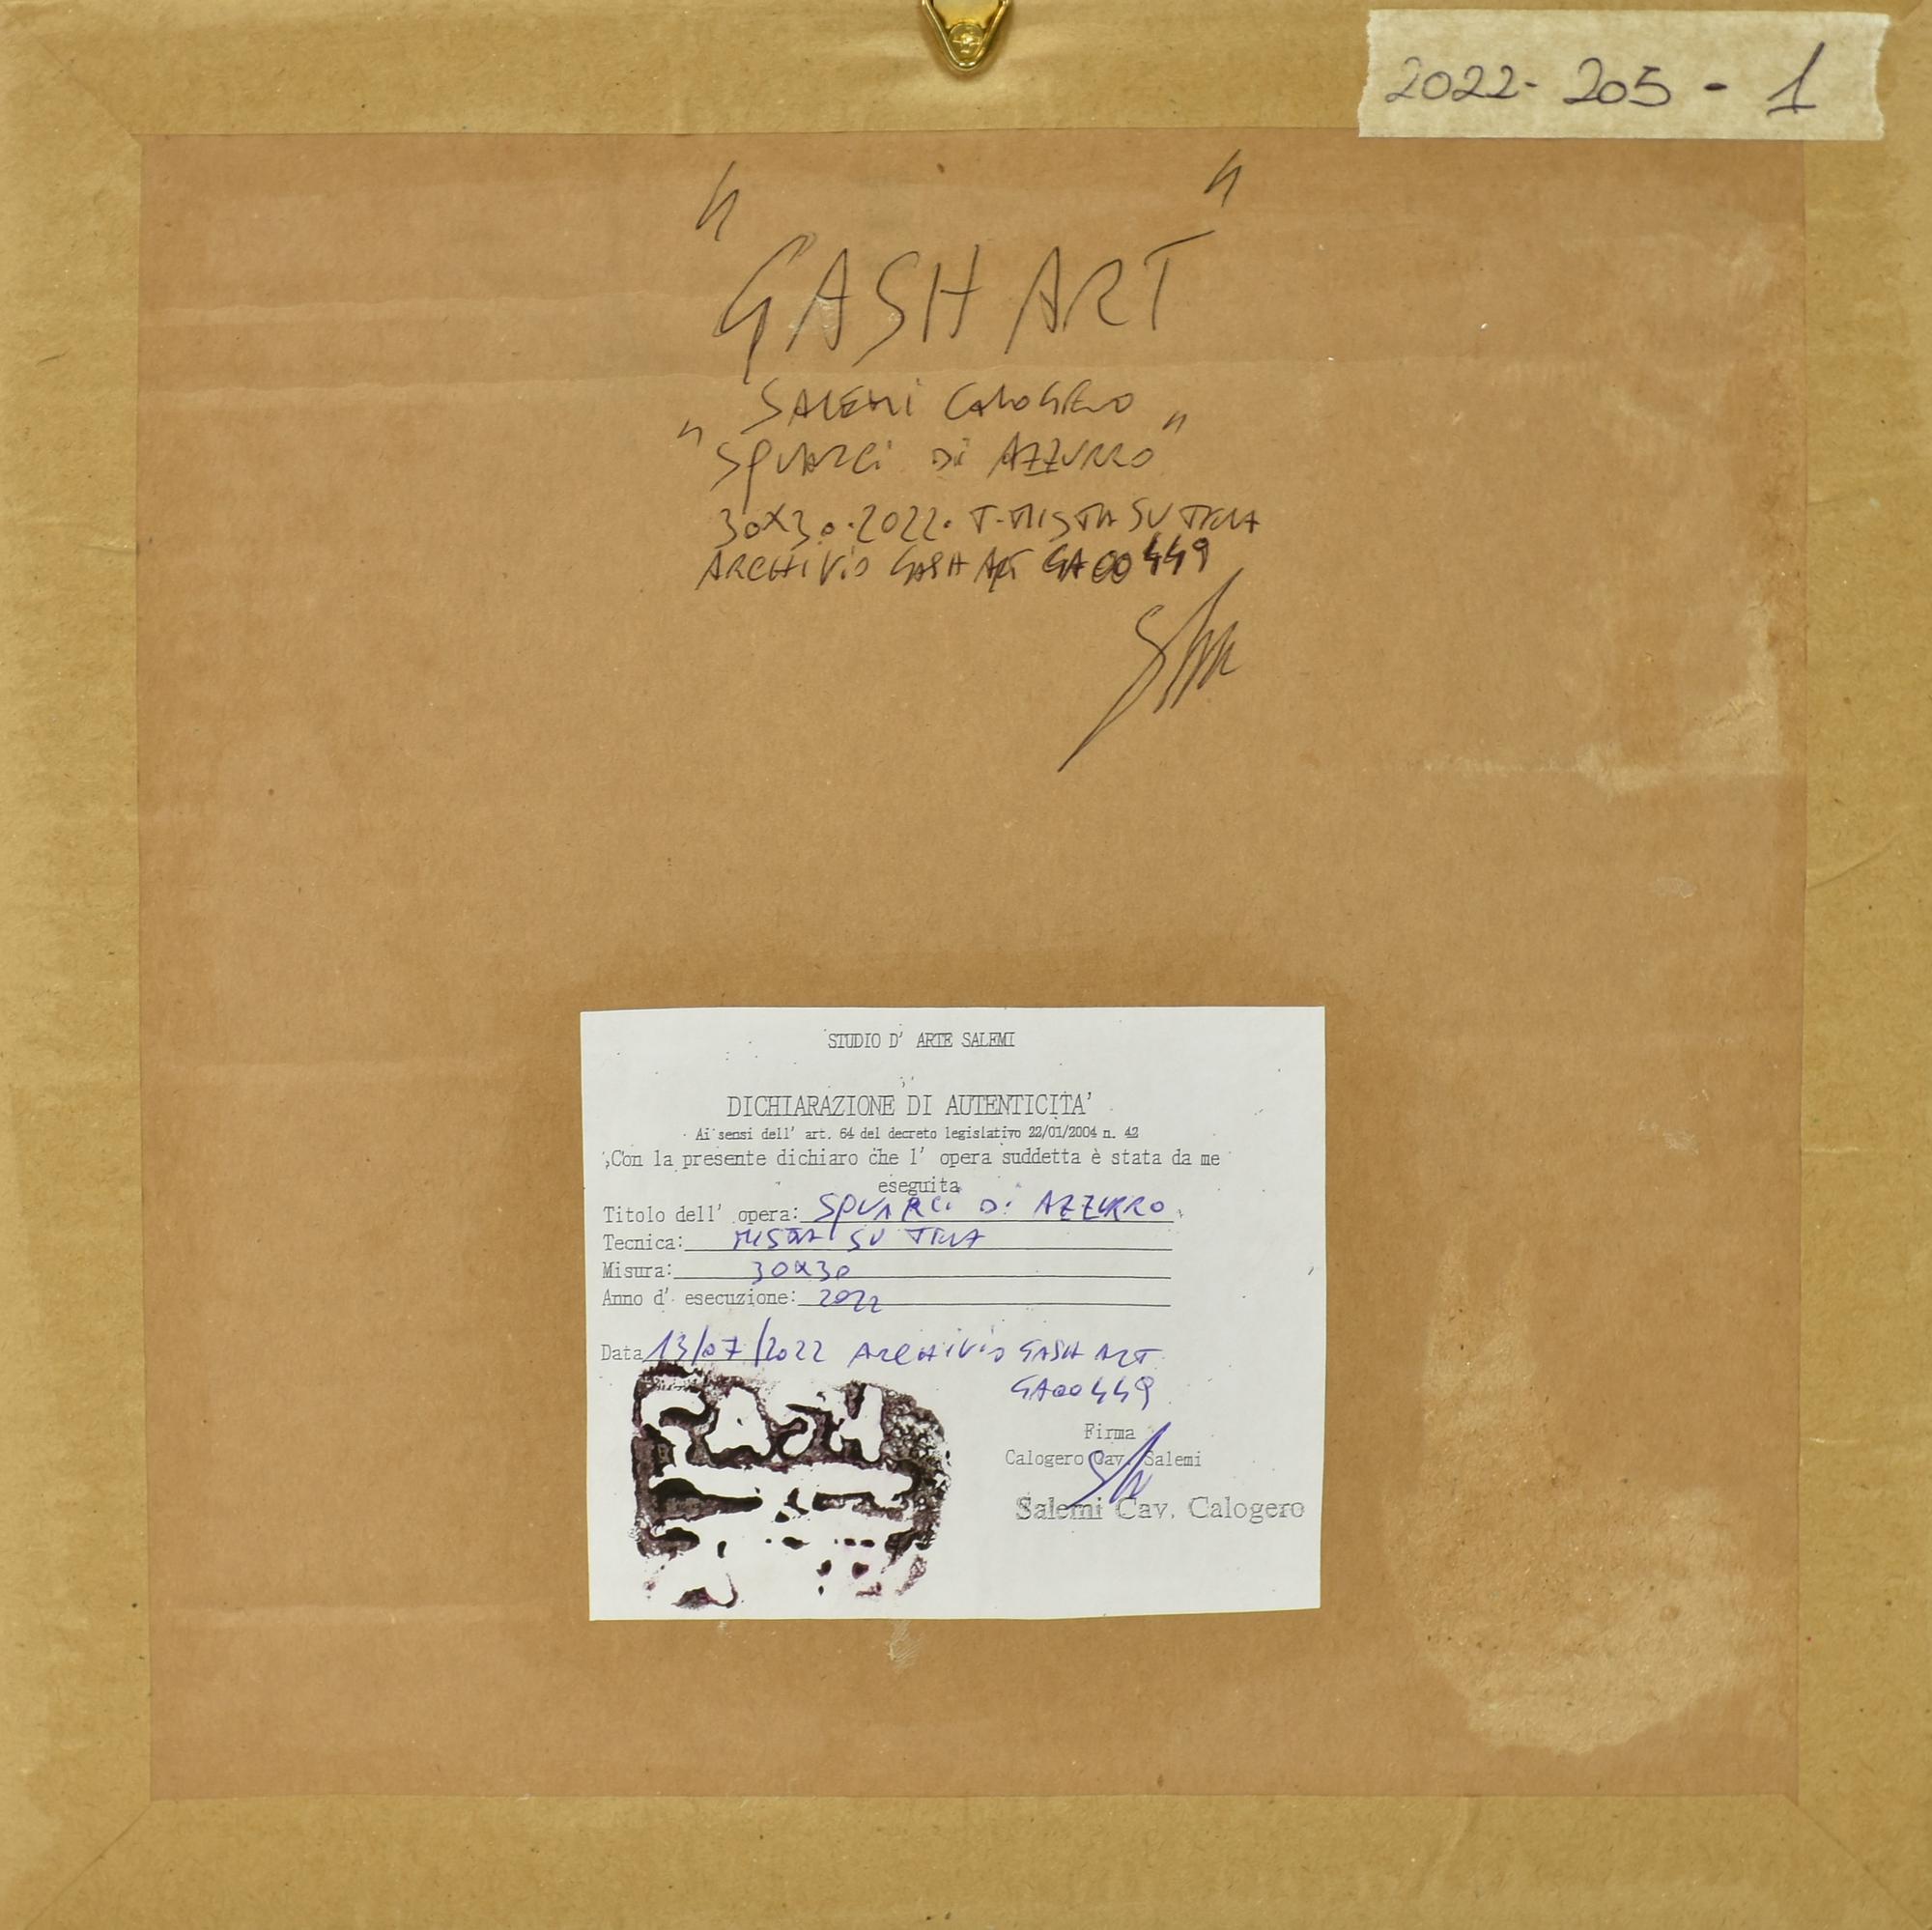 2022-205-1
"GASH ART"
SALEMI CALOGERO
"SQUARCI DI AZZURRO"
30X30.2022. T.MISTA SU TELA
ARCHIVIO GASH ART GA00449
STUDIO D' ARTE SALEMI
DICHIARAZIONE DI AUTENTICITA'
Ai sensi dell' art. 64 del decreto legislativo 22/01/2004 n. 42
Con la presente dichiaro che l' opera suddetta è stata da me
eseguita
Titolo dell' opera: SQUARCI DI AZZURRO
Tecnica: MISTA SU TELA
Misura: 30X30
Anno d' esecuzione: 2022
Data 13/07/2022 ARCHIVIO GASH ART
GA00449
Firma
Calogero Cav. Salemi
Salemi Cav. Calogero